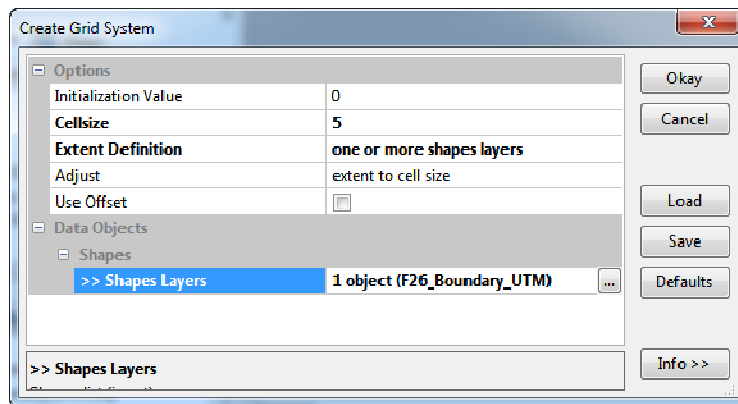 Create Grid System
Options
Initialization Value 0
Cellsize 5
Extent Definition one or more shapes layers
Adjust extent to cell size
Use Offset
Data Objects
Shapes
>> Shapes Layers 1 object (F26_Boundary_UTM) ...
>> Shapes Layers
Okay
Cancel
Load
Save
Defaults
Info >>